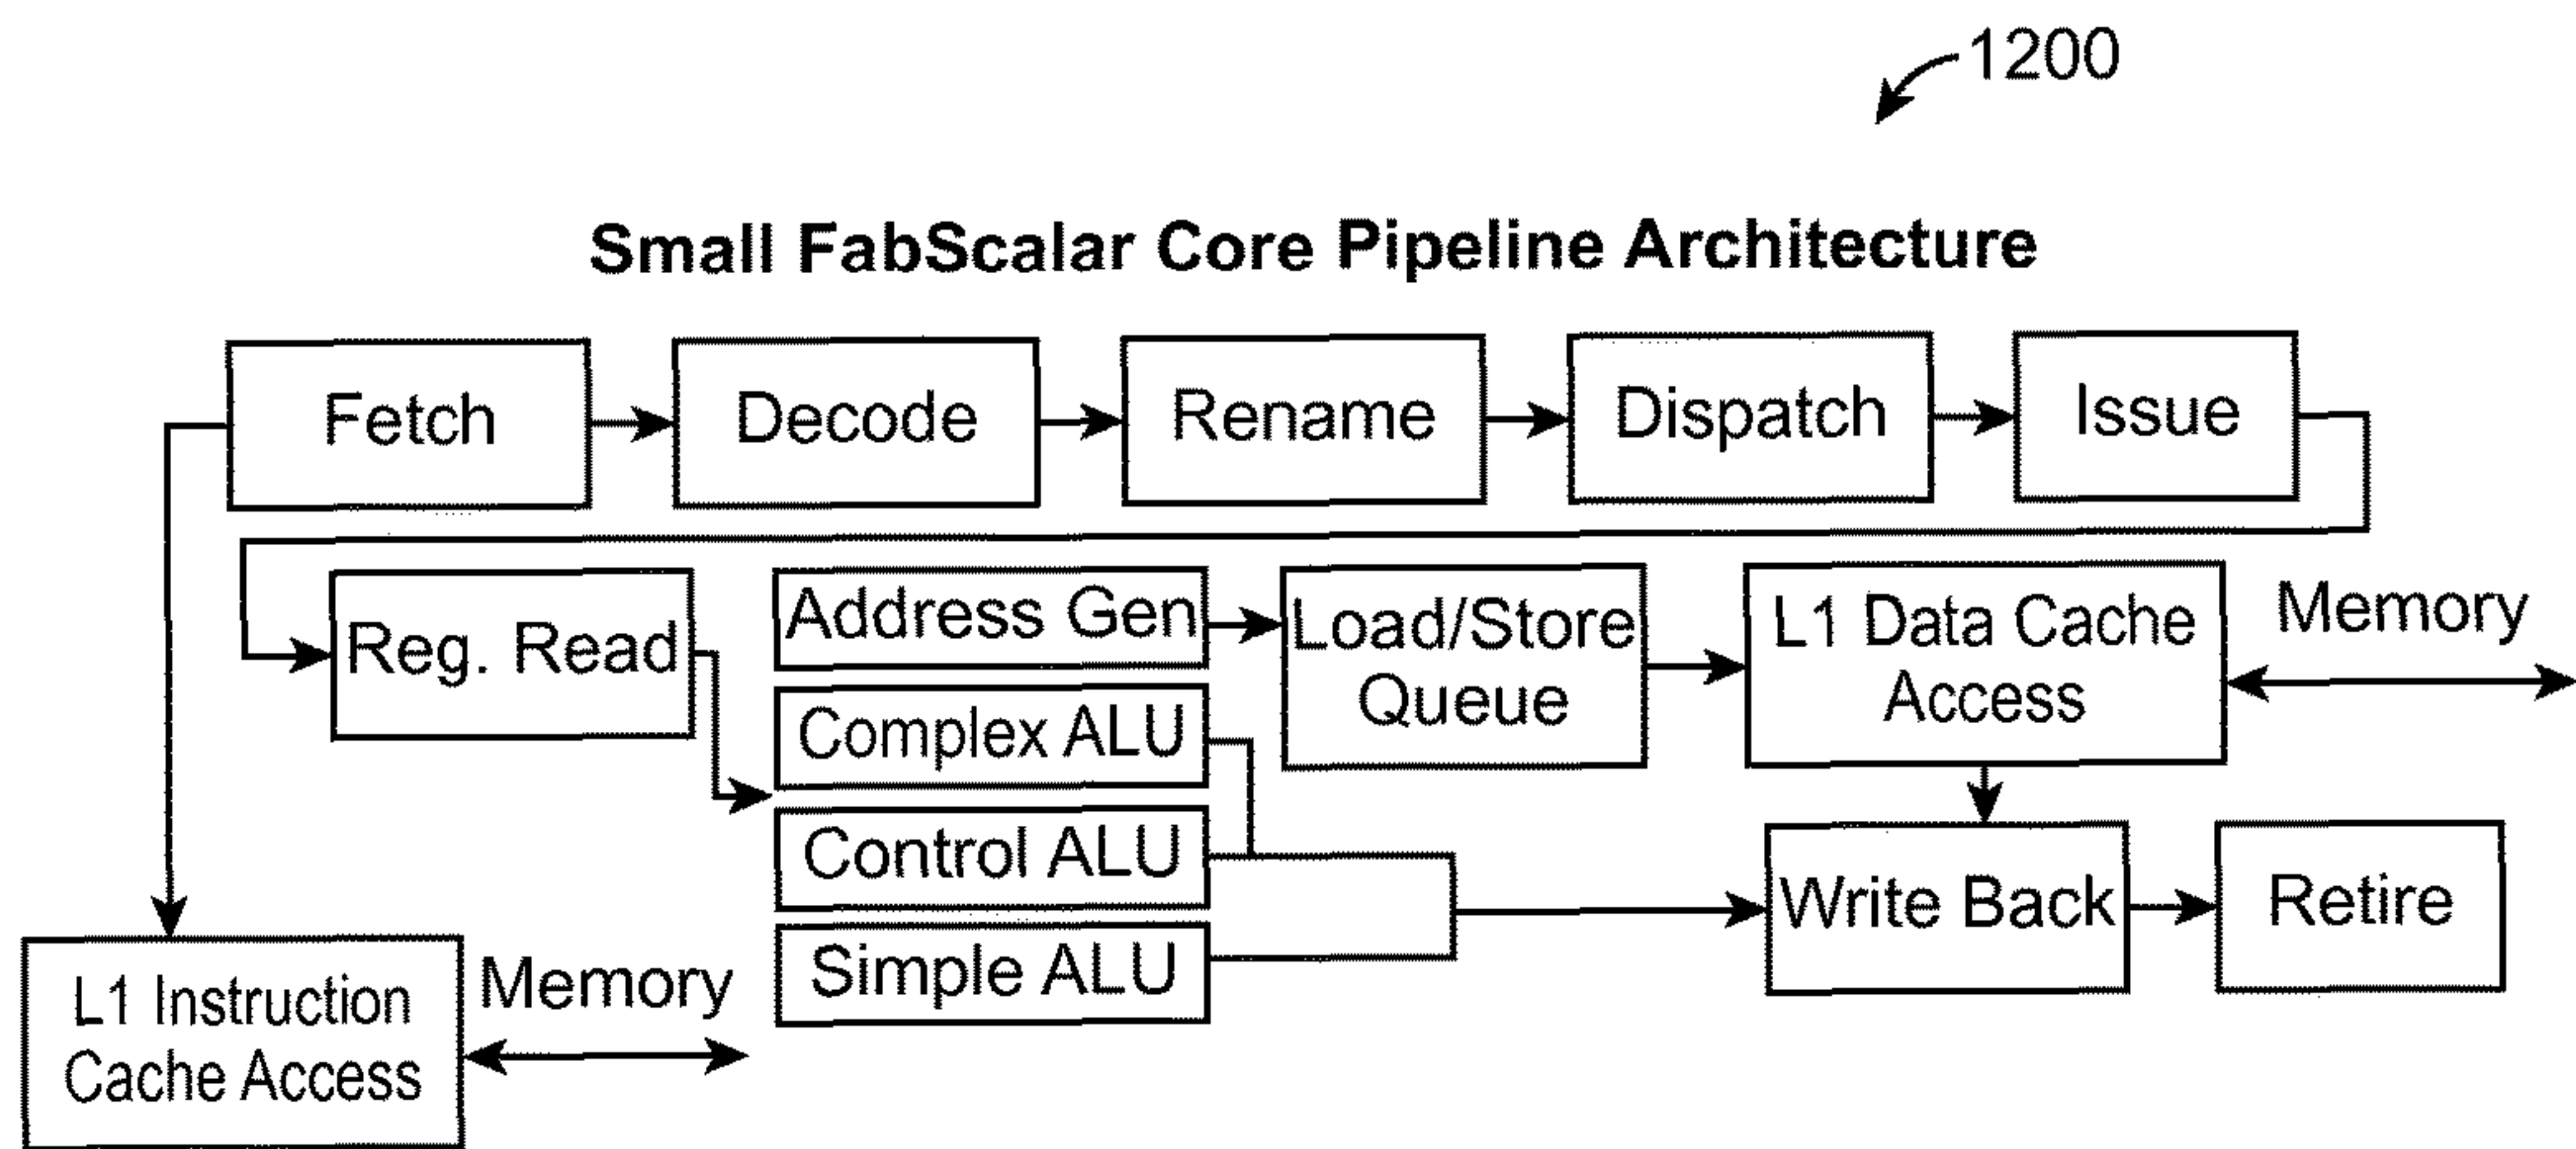 1200
Small FabScalar Core Pipeline Architecture
Fetch
Decode
Rename
Dispatch
Issue
Reg. Read
Address Gen
Complex ALU
Control ALU
Simple ALU
Load/Store
Queue
L1 Data Cache
Access
Memory
Write Back
Retire
L1 Instruction
Cache Access
Memory